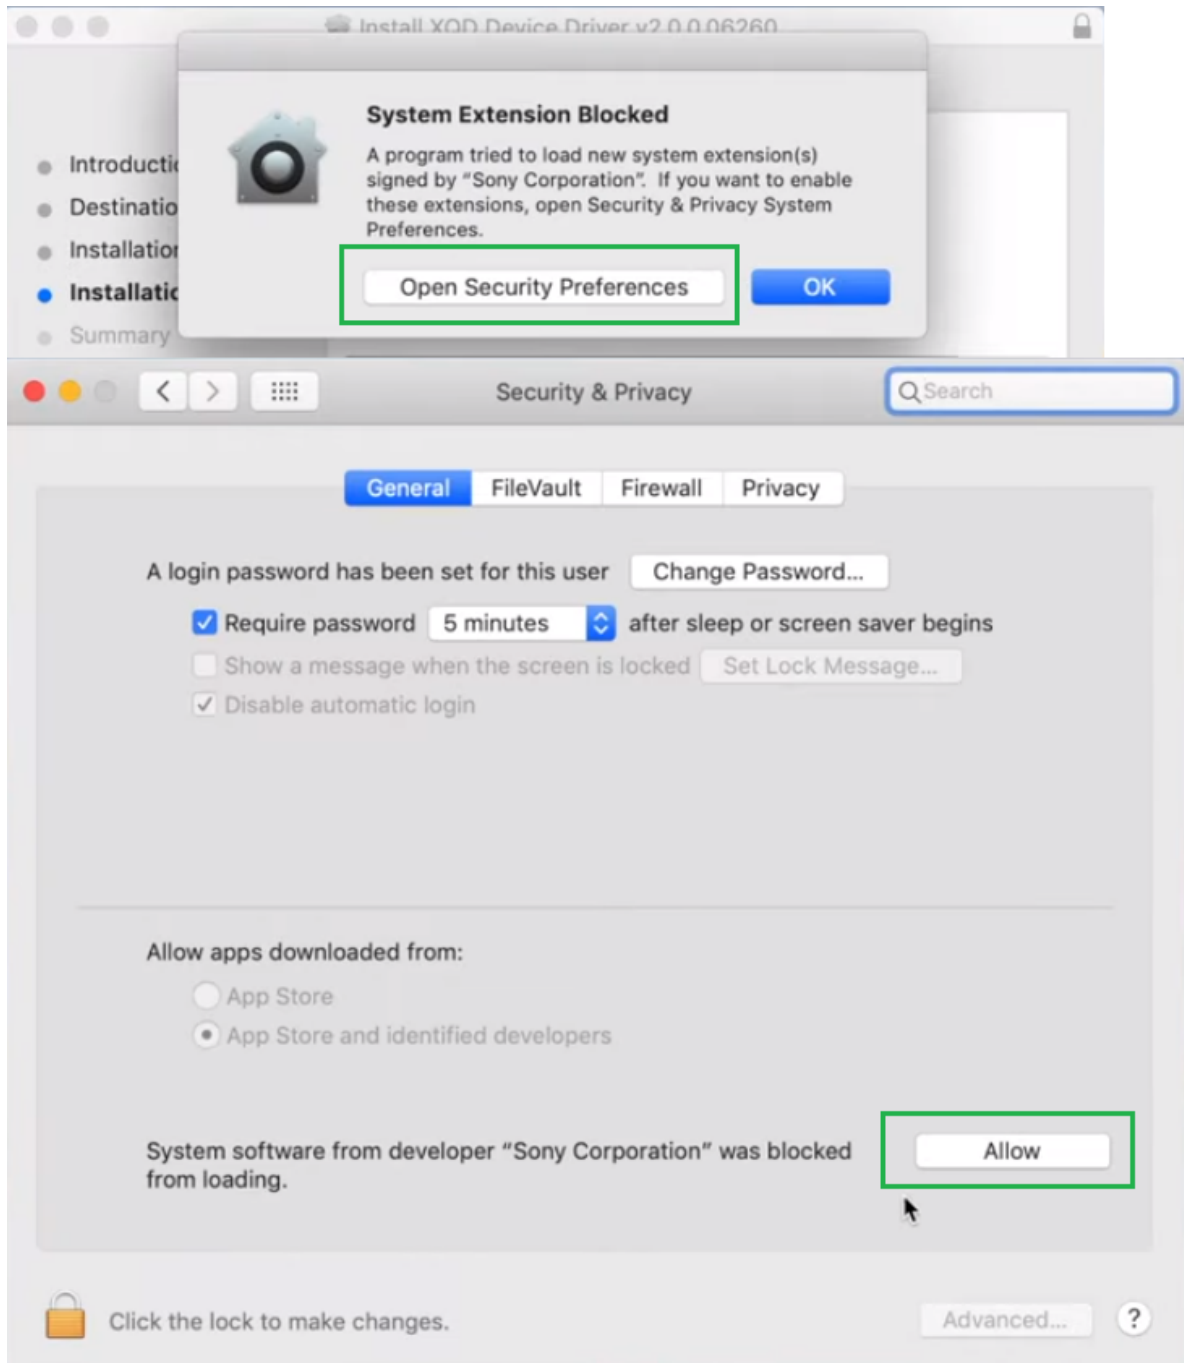 Install XQD Device Driver v2.0.0.06260
System Extension Blocked
A program tried to load new system extension(s)
signed by “Sony Corporation”. If you want to enable
these extensions, open Security & Privacy System
Preferences.
Open Security Preferences
OK
Introductio
Destinatio
Installation
Installatio
Summary
Security & Privacy
Search
General
FileVault
Firewall
Privacy
A login password has been set for this user
Change Password...
Require password
5 minutes
after sleep or screen saver begins
Show a message when the screen is locked
Set Lock Message...
Disable automatic login
Allow apps downloaded from:
App Store
App Store and identified developers
System software from developer “Sony Corporation” was blocked
from loading.
Allow
Click the lock to make changes.
Advanced...
?